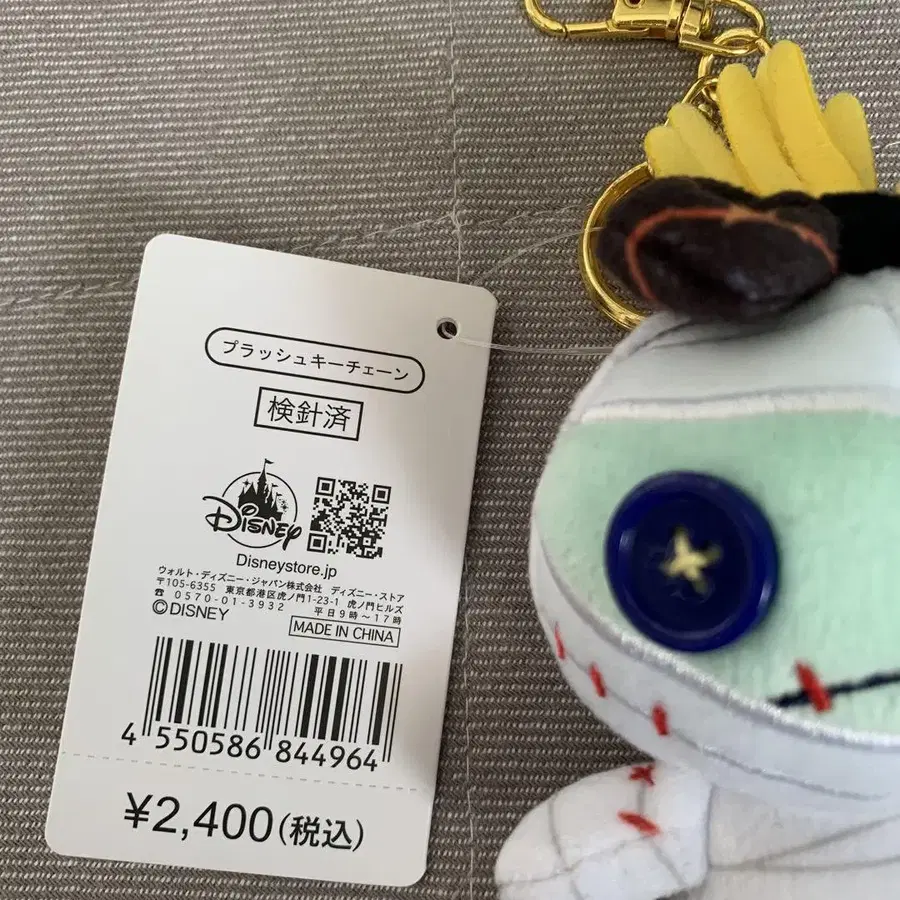 プラッシュキーチェーン
検針済
Disney
Disneystore.jp
ウォルト・ディズニー・ジャパン株式会社 ディズニー・ストア
〒105-6355 東京都港区虎ノ門1-23-1 虎ノ門ヒルズ
☎ 0570-01-3932 平日9時～17時
©DISNEY
MADE IN CHINA
4 550586 844964
¥2,400(税込)